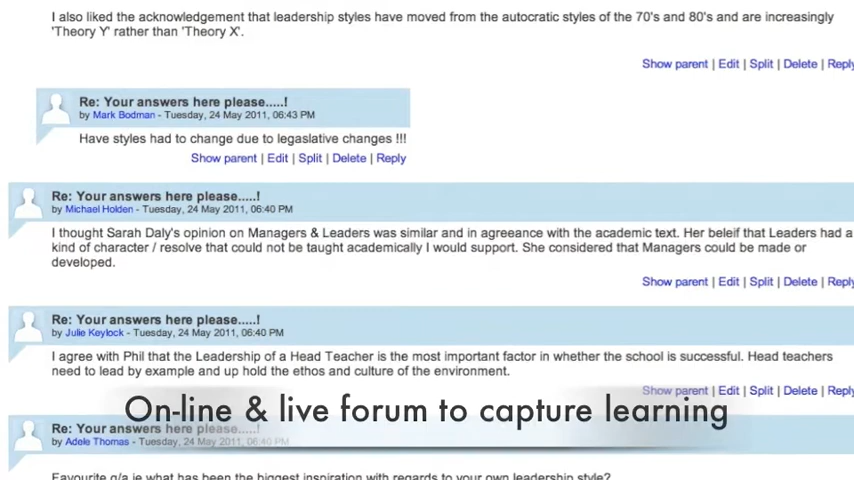 I also liked the acknowledgement that leadership styles have moved from the autocratic styles of the 70's and 80's and are increasingly
'Theory Y' rather than 'Theory X'.
Show parent | Edit | Split | Delete | Reply
Re: Your answers here please.....!
by Mark Bodman - Tuesday, 24 May 2011, 06:43 PM
Have styles had to change due to legaslative changes !!!
Show parent | Edit | Split | Delete | Reply
Re: Your answers here please.....!
by Michael Holden - Tuesday, 24 May 2011, 06:40 PM
I thought Sarah Daly's opinion on Managers & Leaders was similar and in agreeance with the academic text. Her beleif that Leaders had a
kind of character / resolve that could not be taught academically I would support. She considered that Managers could be made or
developed.
Show parent | Edit | Split | Delete | Reply
Re: Your answers here please.....!
by Julie Keylock - Tuesday, 24 May 2011, 06:40 PM
I agree with Phil that the Leadership of a Head Teacher is the most important factor in whether the school is successful. Head teachers
need to lead by example and up hold the ethos and culture of the environment.
Show parent | Edit | Split | Delete | Reply
On-line & live forum to capture learning
Re: Your answers here please.....!
by Adele Thomas - Tuesday, 24 May 2011, 06:40 PM
Favourite q/a ie what has been the biggest inspiration with regards to your own leadership style?